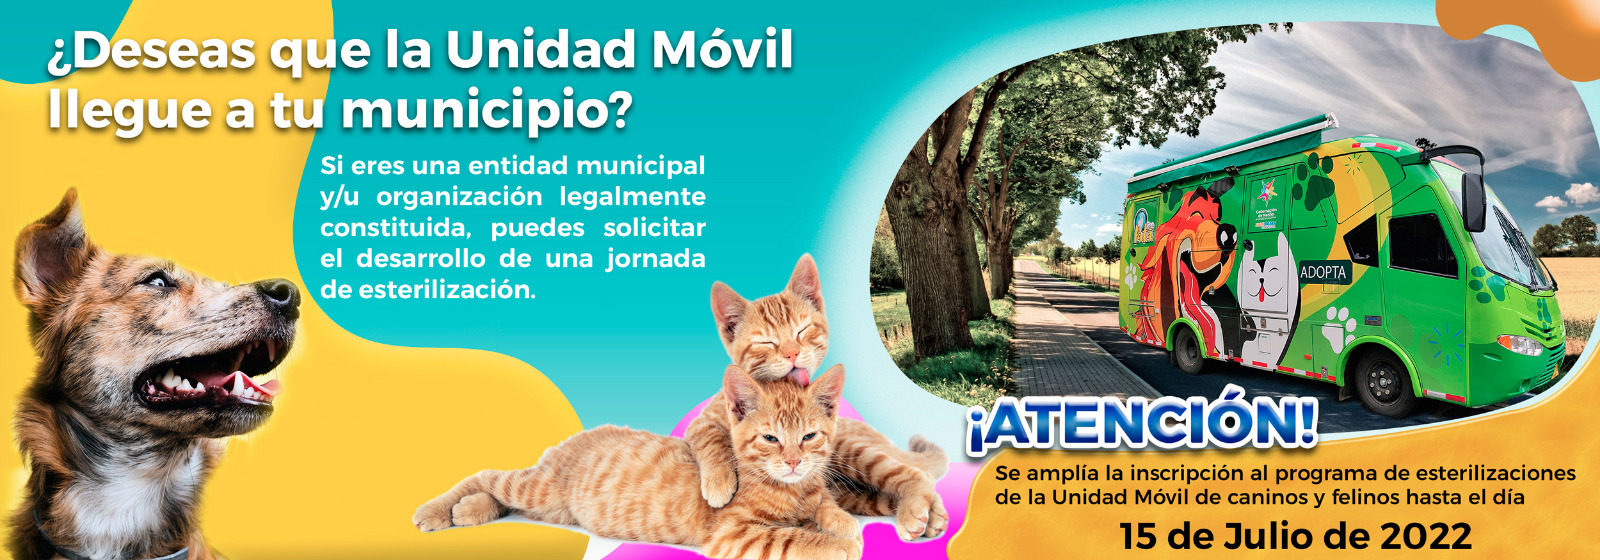 ¿Deseas que la Unidad Móvil
llegue a tu municipio?
Si eres una entidad municipal
y/u organización legalmente
constituida, puedes solicitar
el desarrollo de una jornada
de esterilización.
ADOPTA
¡ATENCIÓN!
Se amplía la inscripción al programa de esterilizaciones
de la Unidad Móvil de caninos y felinos hasta el día
15 de Julio de 2022